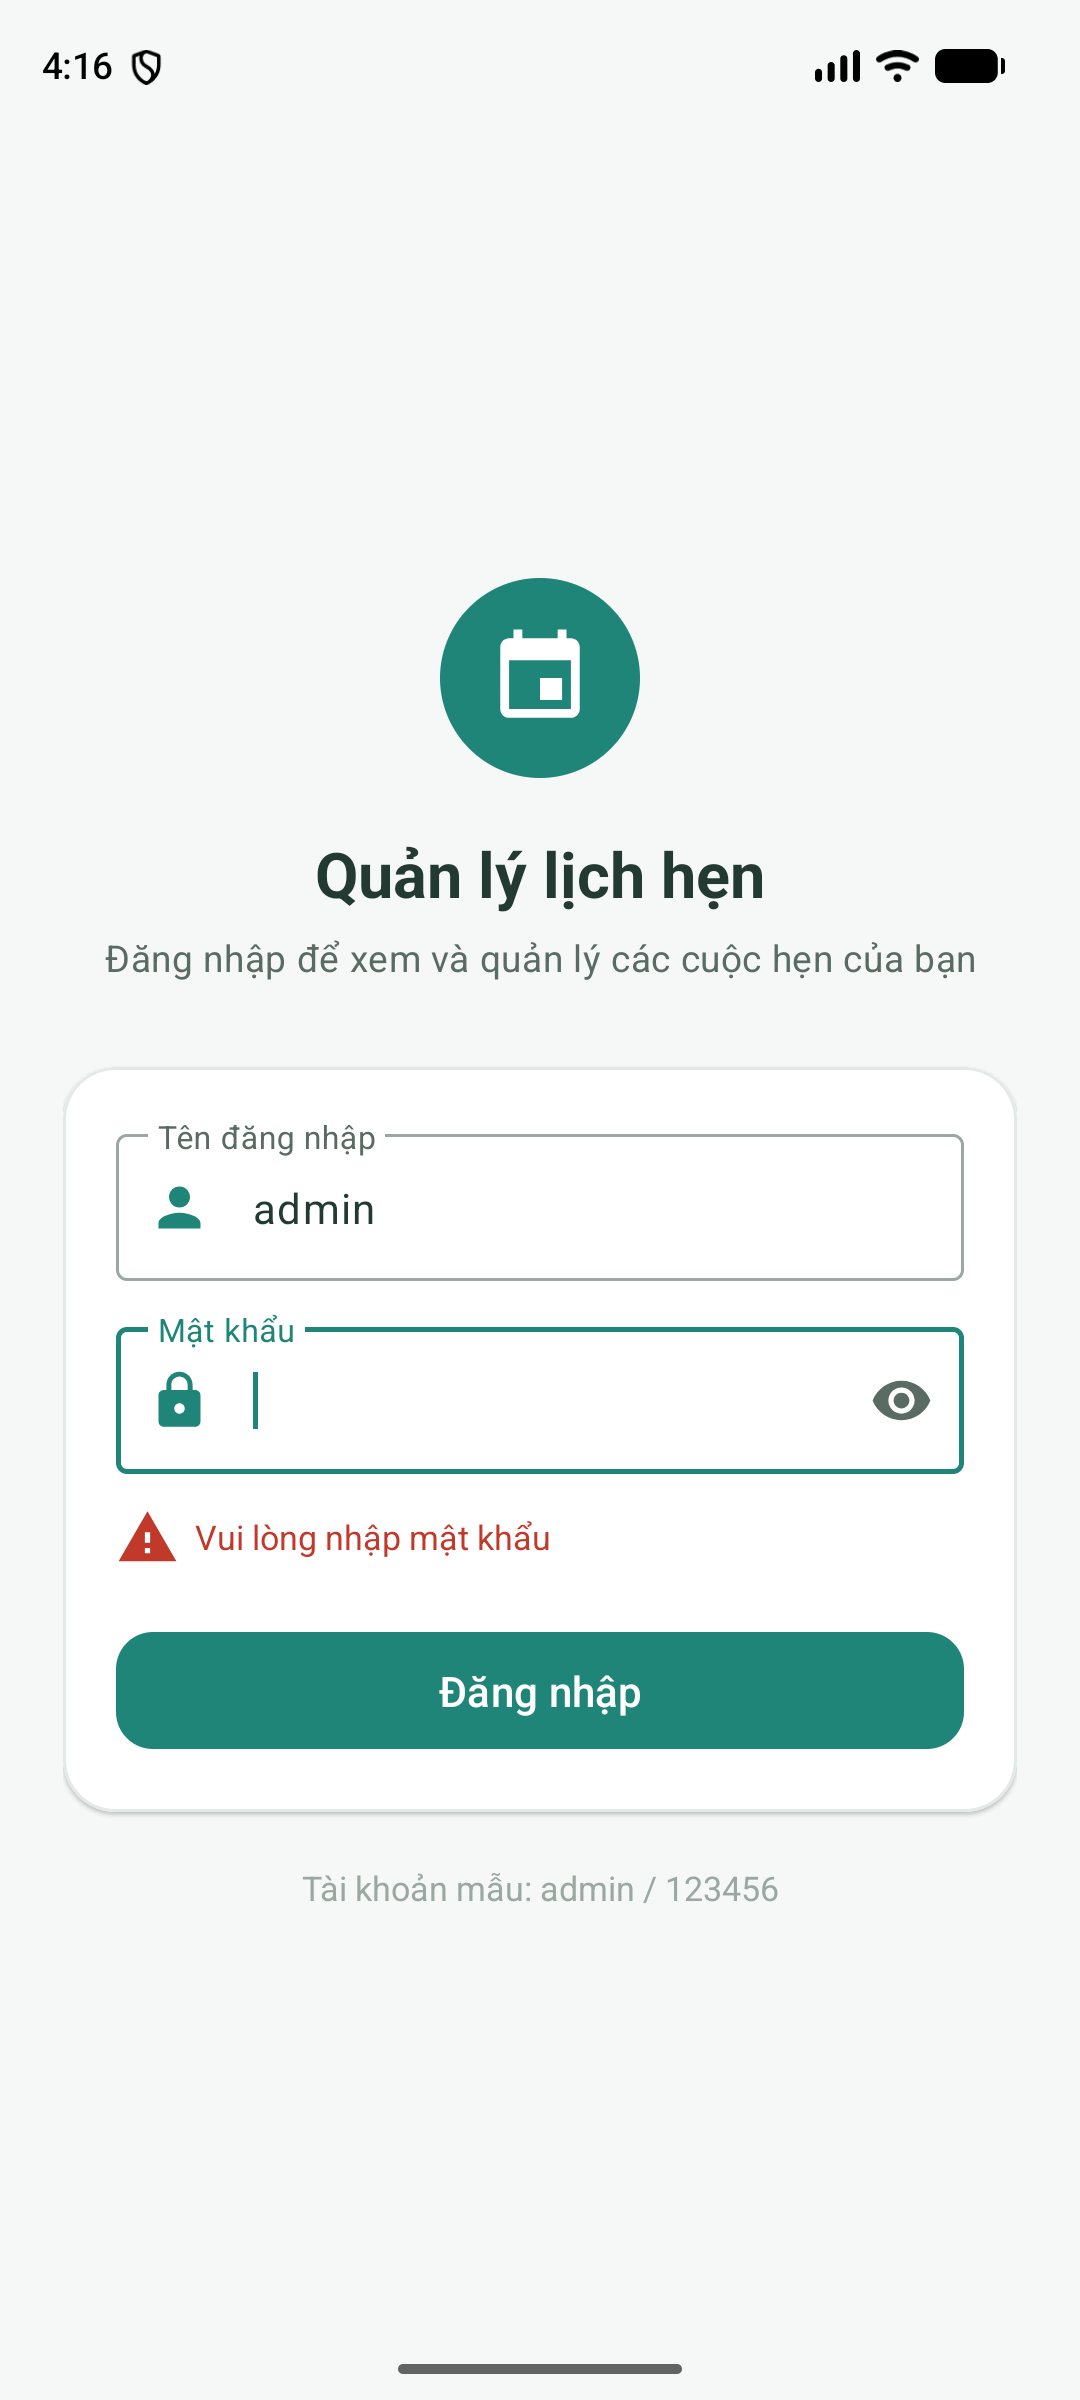 4:16
Quản lý lịch hẹn
Đăng nhập để xem và quản lý các cuộc hẹn của bạn
Tên đăng nhập
admin
Mật khẩu
Vui lòng nhập mật khẩu
Đăng nhập
Tài khoản mẫu: admin / 123456